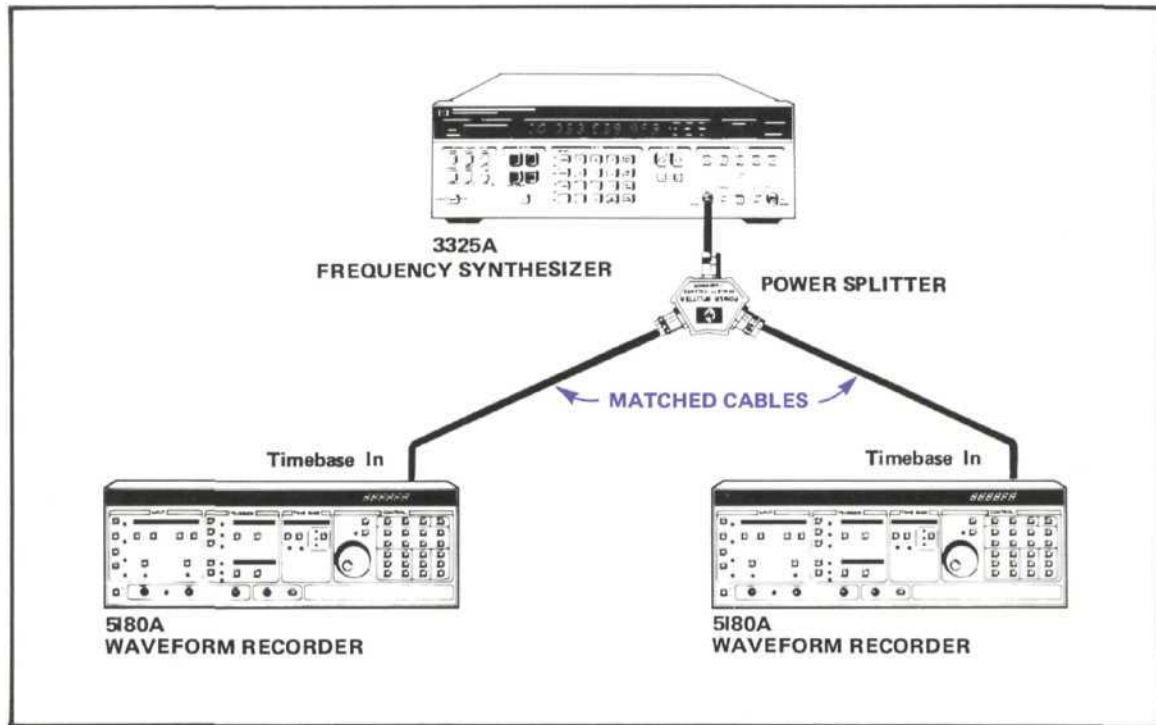 3325A
FREQUENCY SYNTHESIZER
POWER SPLITTER
MATCHED CABLES
Timebase In
Timebase In
5180A
WAVEFORM RECORDER
5180A
WAVEFORM RECORDER